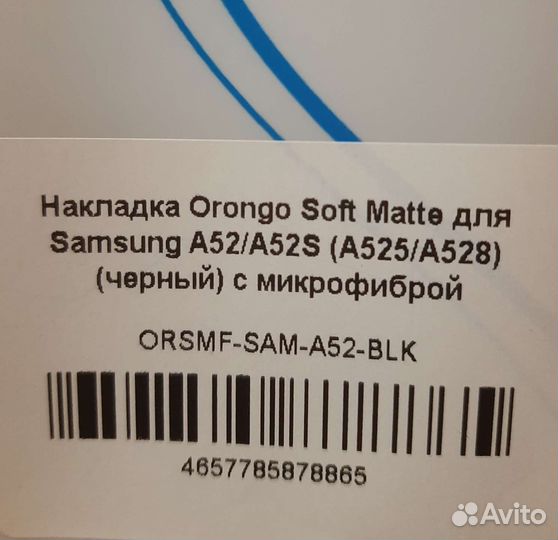 Накладка Orongo Soft Matte для
Samsung A52/A52S (A525/A528)
(черный) с микрофиброй
ORSMF-SAM-A52-BLK
4657785878865
Avito